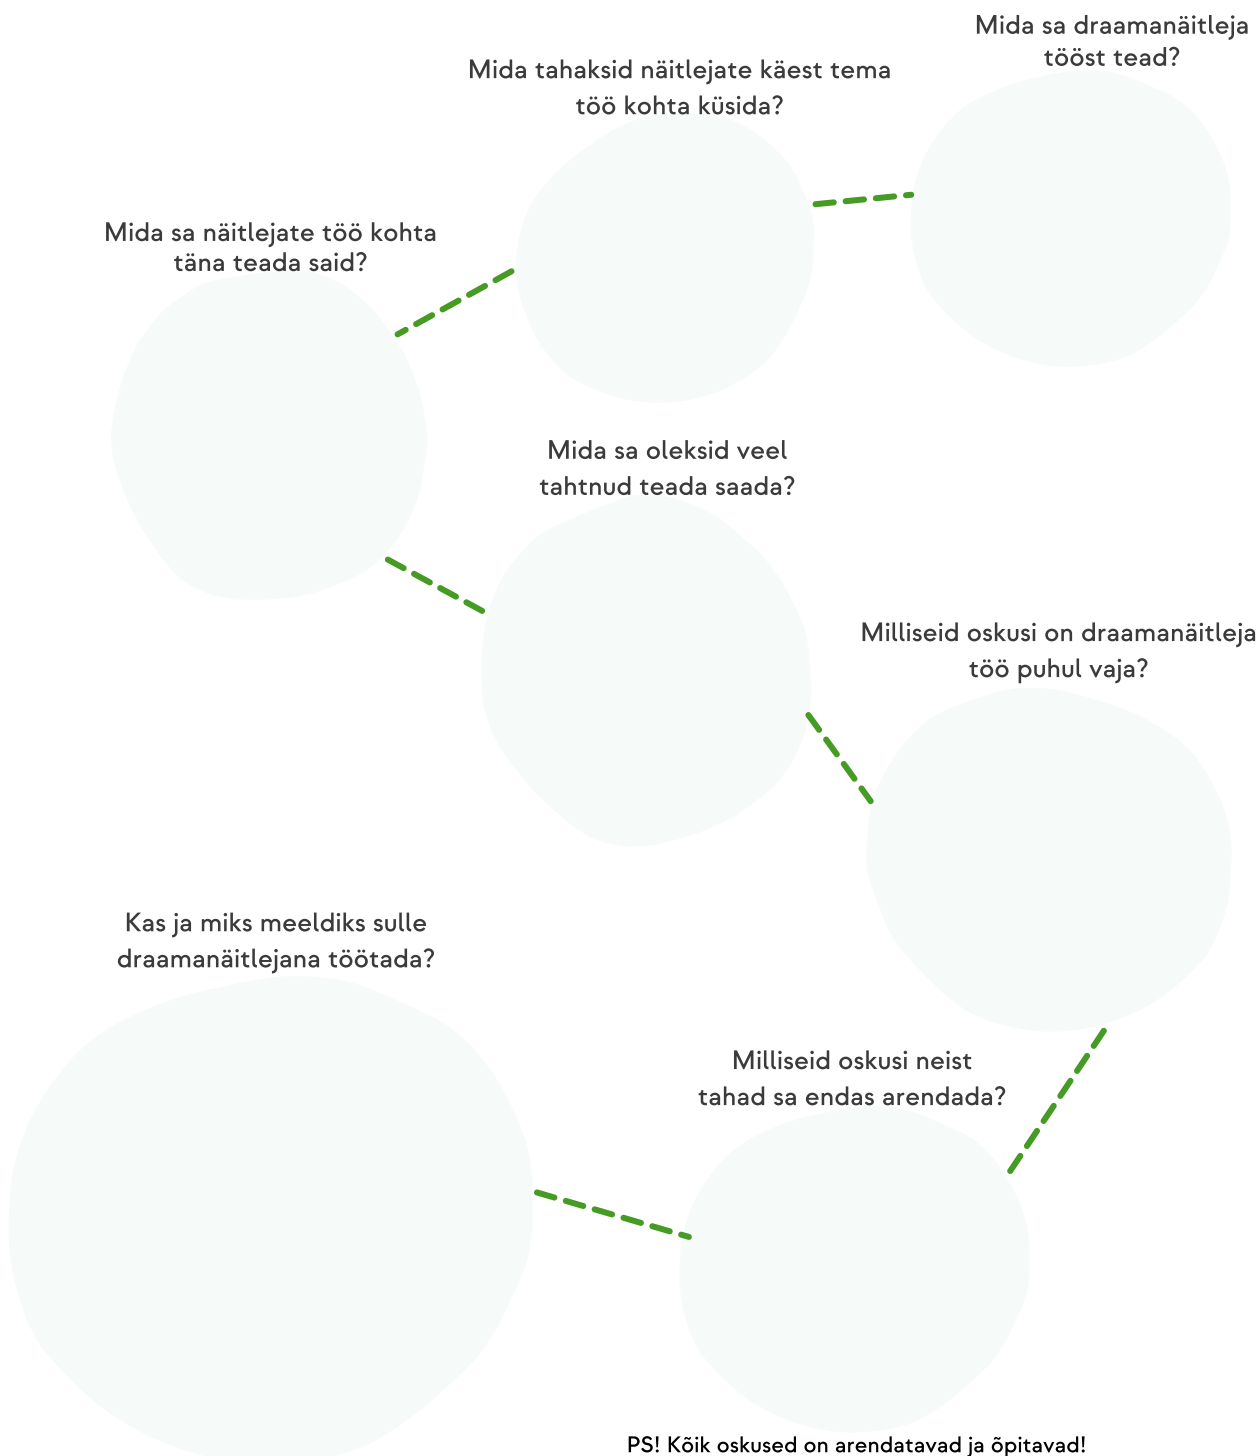 Mida sa draamanäitleja
tööst tead?
Mida tahaksid näitlejate käest tema
töö kohta küsida?
Mida sa näitlejate töö kohta
täna teada said?
Mida sa oleksid veel
tahtnud teada saada?
Milliseid oskusi on draamanäitleja
töö puhul vaja?
Milliseid oskusi neist
tahad sa endas arendada?
Kas ja miks meeldiks sulle
draamanäitlejana töötada?
PS! Kõik oskused on arendatavad ja õpitavad!